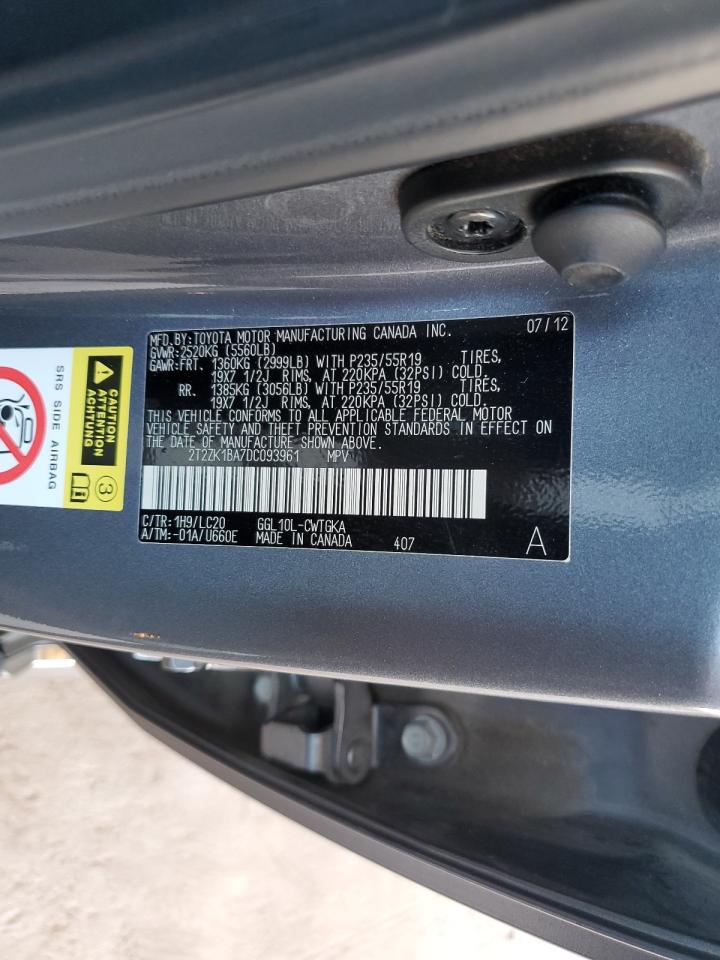 MFD.BY:TOYOTA MOTOR MANUFACTURING CANADA INC. 07/12
GVWR:2520KG (5560LB)
GAWR:FRT. 1360KG (2999LB) WITH P235/55R19 TIRES,
19X7 1/2J RIMS, AT 220KPA (32PSI) COLD.
RR. 1385KG (3056LB) WITH P235/55R19 TIRES,
19X7 1/2J RIMS, AT 220KPA (32PSI) COLD.
THIS VEHICLE CONFORMS TO ALL APPLICABLE FEDERAL MOTOR
VEHICLE SAFETY AND THEFT PREVENTION STANDARDS IN EFFECT ON
THE DATE OF MANUFACTURE SHOWN ABOVE.
2T2ZK1BA7DC093961 MPV
C/TR:1H9/LC20 GGL10L-CWTGKA
A/TM:-01A/U660E MADE IN CANADA 407 A
SRS SIDE AIRBAG
CAUTION
ATTENTION
ACHTUNG
3